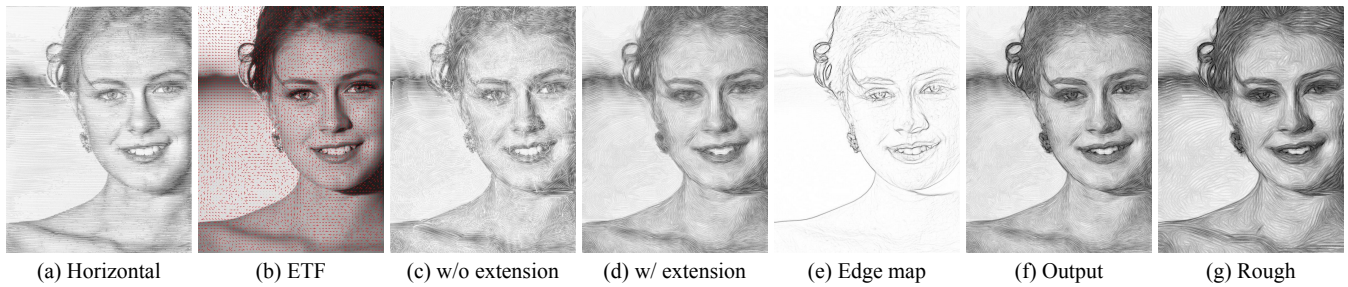 (a) Horizontal (b) ETF (c) w/o extension (d) w/ extension (e) Edge map (f) Output (g) Rough